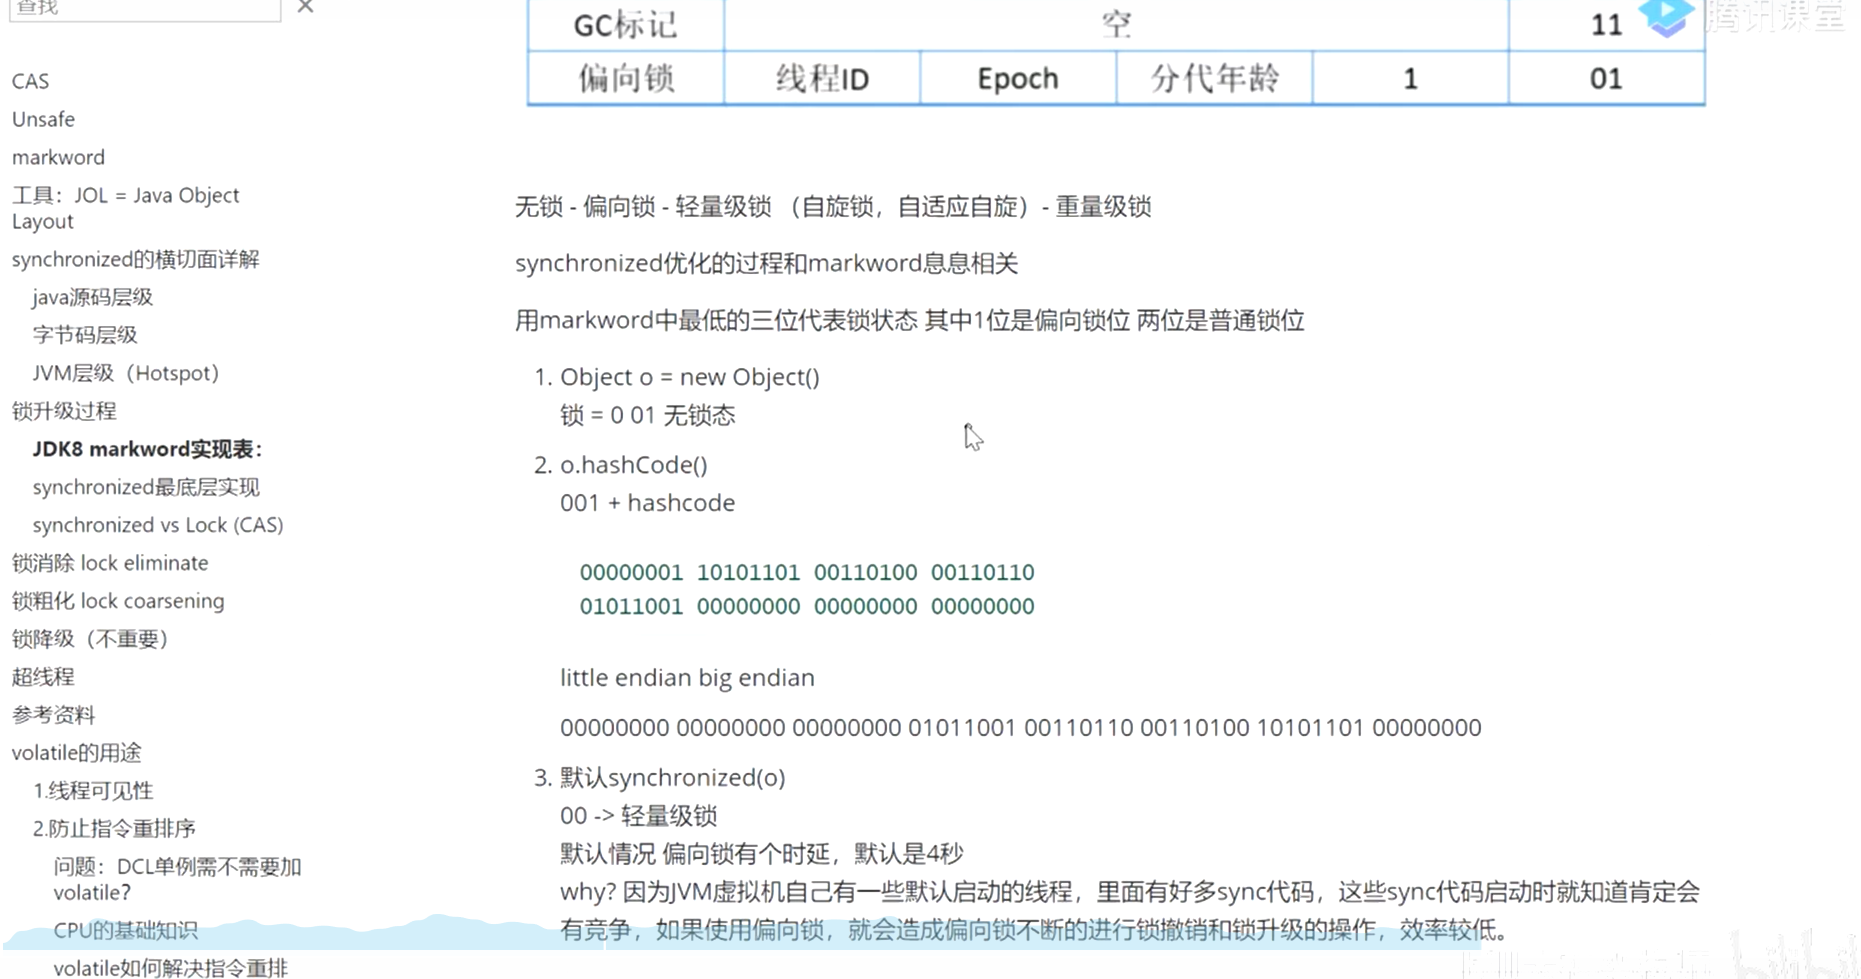 查找
CAS
Unsafe
markword
工具：JOL = Java Object
Layout
synchronized的横切面详解
java源码层级
字节码层级
JVM层级（Hotspot）
锁升级过程
JDK8 markword实现表：
synchronized最底层实现
synchronized vs Lock (CAS)
锁消除 lock eliminate
锁粗化 lock coarsening
锁降级（不重要）
超线程
参考资料
volatile的用途
1.线程可见性
2.防止指令重排序
问题：DCL单例需不需要加
volatile?
CPU的基础知识
volatile如何解决指令重排
GC标记 空 11
偏向锁 线程ID Epoch 分代年龄 1 01
腾讯课堂
无锁 - 偏向锁 - 轻量级锁 （自旋锁，自适应自旋）- 重量级锁
synchronized优化的过程和markword息息相关
用markword中最低的三位代表锁状态 其中1位是偏向锁位 两位是普通锁位
1. Object o = new Object()
锁 = 0 01 无锁态
2. o.hashCode()
001 + hashcode
00000001 10101101 00110100 00110110
01011001 00000000 00000000 00000000
little endian big endian
00000000 00000000 00000000 01011001 00110110 00110100 10101101 00000000
3. 默认synchronized(o)
00 -> 轻量级锁
默认情况 偏向锁有个时延，默认是4秒
why? 因为JVM虚拟机自己有一些默认启动的线程，里面有好多sync代码，这些sync代码启动时就知道肯定会
有竞争，如果使用偏向锁，就会造成偏向锁不断的进行锁撤销和锁升级的操作，效率较低。